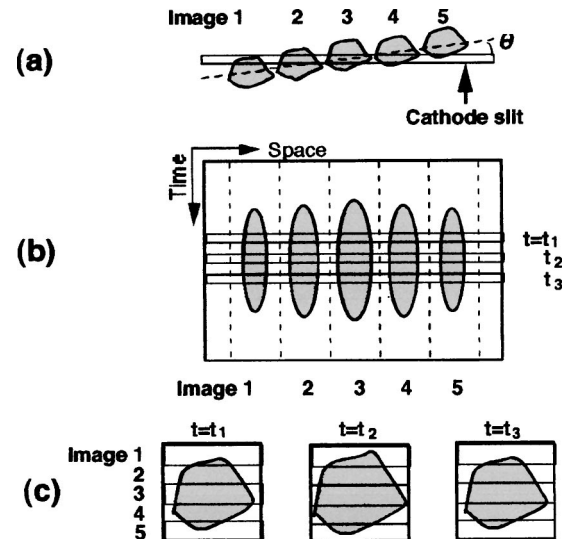 Image 1 2 3 4 5
(a)
θ
Cathode slit
Space
Time
(b)
t=t₁
t₂
t₃
Image 1 2 3 4 5
t=t₁ t=t₂ t=t₃
Image 1
2
(c)
3
4
5